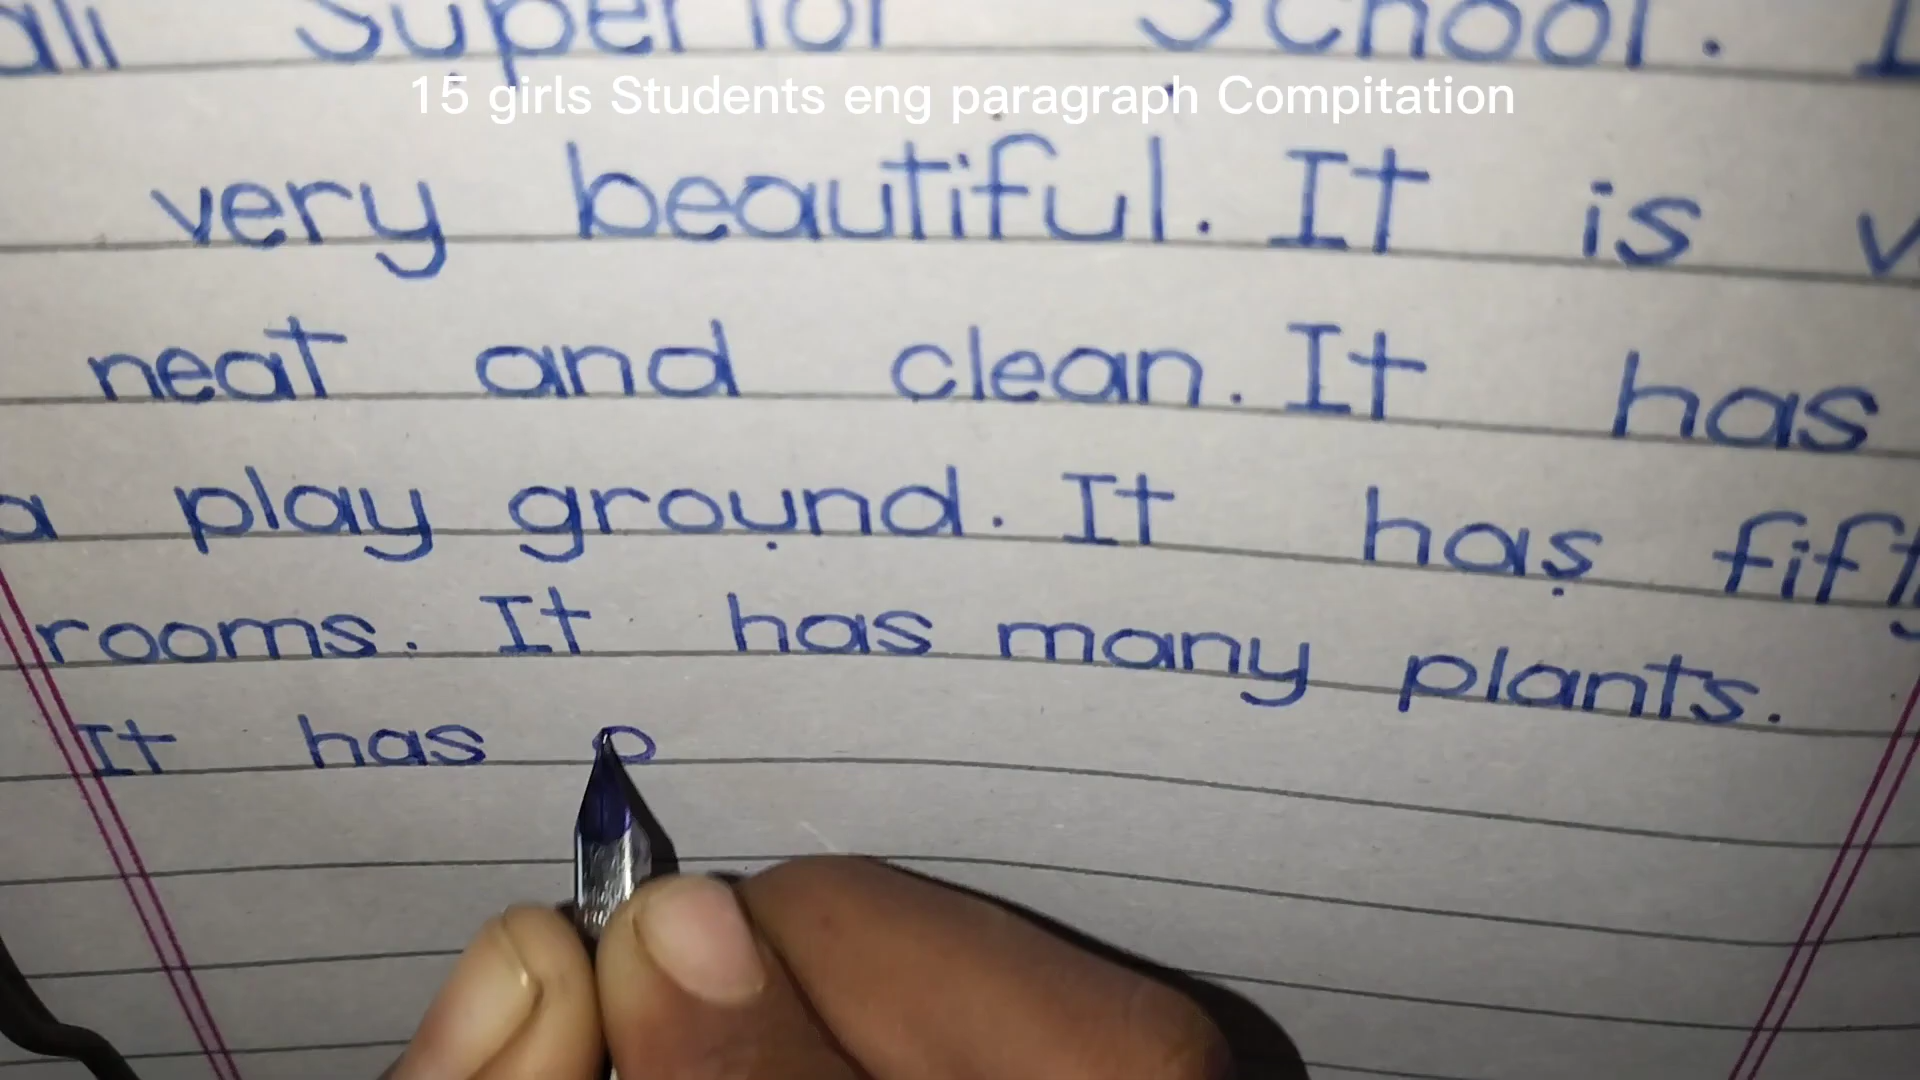 Superior School.
15 girls Students eng paragraph Compitation
very beautiful. It is
neat and clean. It has
a play ground. It has
rooms. It has many plants.
It has